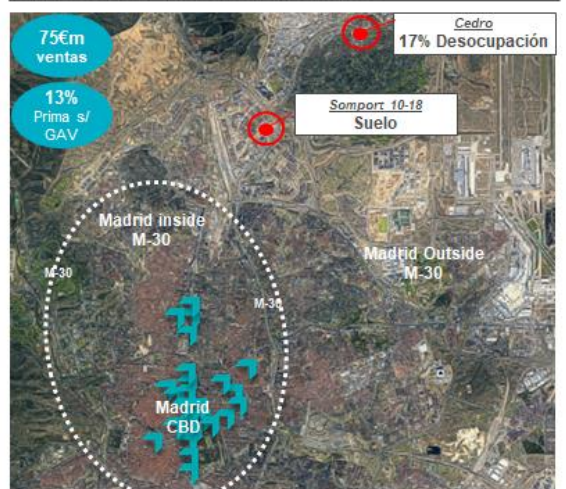 75€m
ventas
13%
Prima s/
GAV
Cedro
17% Desocupación
Somport 10-18
Suelo
Madrid inside
M-30
Madrid Outside
M-30
M-30
M-30
Madrid
CBD